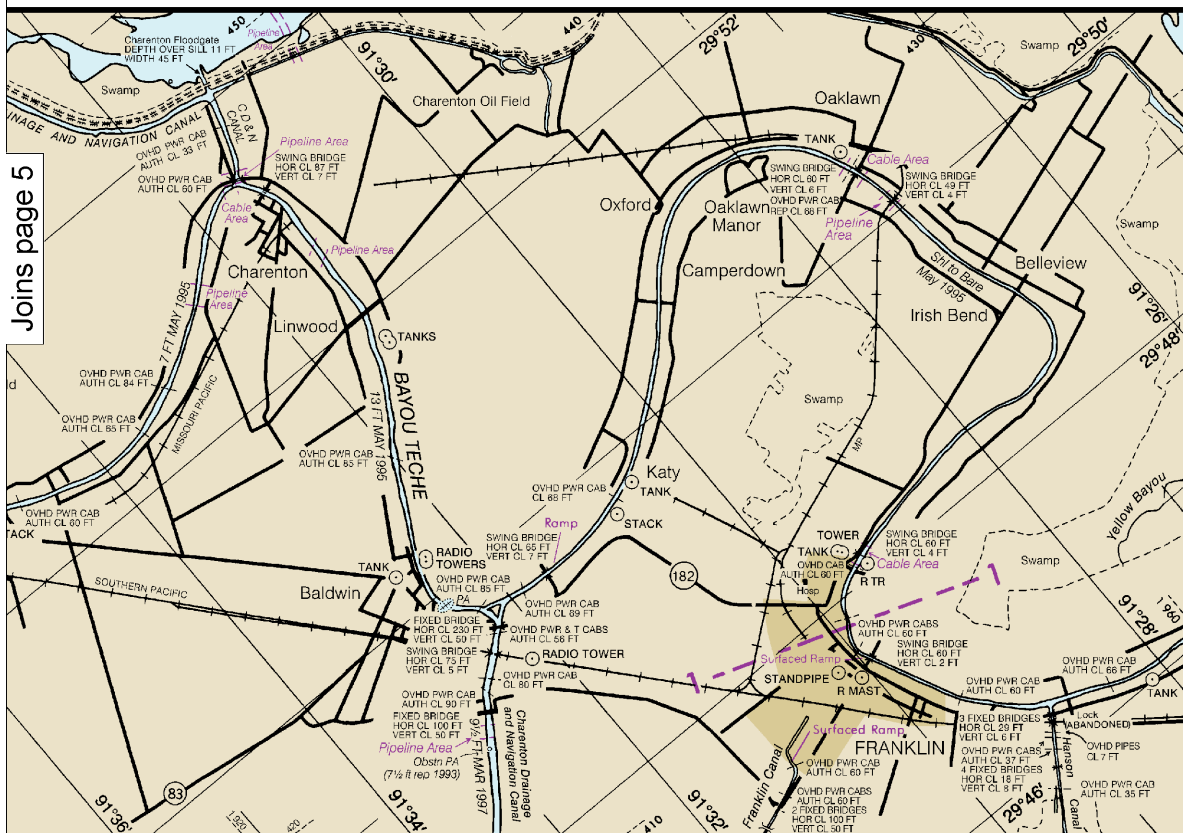 Joins page 5
Charenton Floodgate
DEPTH OVER SILL 11 FT
WIDTH 45 FT
450
Pipeline
Area
440
29°52′
430
Swamp
29°50′
91°30′
Swamp
INAGE AND NAVIGATION CANAL
C D & N
CANAL
OVHD PWR CAB
AUTH CL 33 FT
Pipeline Area
SWING BRIDGE
HOR CL 87 FT
VERT CL 7 FT
OVHD PWR CAB
AUTH CL 60 FT
Cable
Area
Charenton Oil Field
Oaklawn
TANK
Cable Area
SWING BRIDGE
HOR CL 60 FT
VERT CL 6 FT
OVHD PWR CAB
REP CL 68 FT
SWING BRIDGE
HOR CL 49 FT
VERT CL 4 FT
Oxford
Oaklawn
Manor
Pipeline
Area
Swamp
Pipeline Area
Charenton
Camperdown
Shl to Bare
May 1995
Belleview
91°26′
Pipeline
Area
7 FT MAY 1995
Linwood
TANKS
Irish Bend
29°48′
OVHD PWR CAB
AUTH CL 84 FT
MISSOURI PACIFIC
BAYOU TECHE
13 FT MAY 1995
Swamp
OVHD PWR CAB
AUTH CL 65 FT
OVHD PWR CAB
AUTH CL 85 FT
MP
Katy
TANK
OVHD PWR CAB
CL 68 FT
STACK
Yellow Bayou
OVHD PWR CAB
AUTH CL 60 FT
TACK
Ramp
SWING BRIDGE
HOR CL 65 FT
VERT CL 7 FT
TOWER
TANK
OVHD CAB
AUTH CL 60 FT
Hosp
SWING BRIDGE
HOR CL 60 FT
VERT CL 4 FT
Cable Area
R TR
Swamp
RADIO
TOWERS
TANK
SOUTHERN PACIFIC
Baldwin
OVHD PWR CAB
AUTH CL 85 FT
PA
182
OVHD PWR CAB
AUTH CL 69 FT
FIXED BRIDGE
HOR CL 230 FT
VERT CL 50 FT
OVHD PWR & T CABS
AUTH CL 56 FT
SWING BRIDGE
HOR CL 75 FT
VERT CL 5 FT
RADIO TOWER
OVHD PWR CAB
CL 80 FT
OVHD PWR CABS
AUTH CL 60 FT
SWING BRIDGE
HOR CL 60 FT
VERT CL 2 FT
91°28′
960
Surfaced Ramp
STANDPIPE
R MAST
OVHD PWR CAB
AUTH CL 66 FT
OVHD PWR CAB
AUTH CL 60 FT
TANK
OVHD PWR CAB
AUTH CL 90 FT
FIXED BRIDGE
HOR CL 100 FT
VERT CL 50 FT
Pipeline Area
Obstn PA
(7½ ft rep 1993)
9½ FT MAR 1997
Charenton Drainage
and Navigation Canal
Surfaced Ramp
FRANKLIN
Franklin Canal
OVHD PWR CAB
AUTH CL 60 FT
OVHD PWR CABS
AUTH CL 60 FT
2 FIXED BRIDGES
HOR CL 100 FT
VERT CL 50 FT
3 FIXED BRIDGES
HOR CL 29 FT
VERT CL 6 FT
OVHD PWR CABS
AUTH CL 37 FT
4 FIXED BRIDGES
HOR CL 18 FT
VERT CL 8 FT
Lock
(ABANDONED)
OVHD PIPES
CL 7 FT
Hanson
Canal
OVHD PWR CAB
AUTH CL 35 FT
83
91°36′
1920
420
91°34′
410
91°32′
29°46′